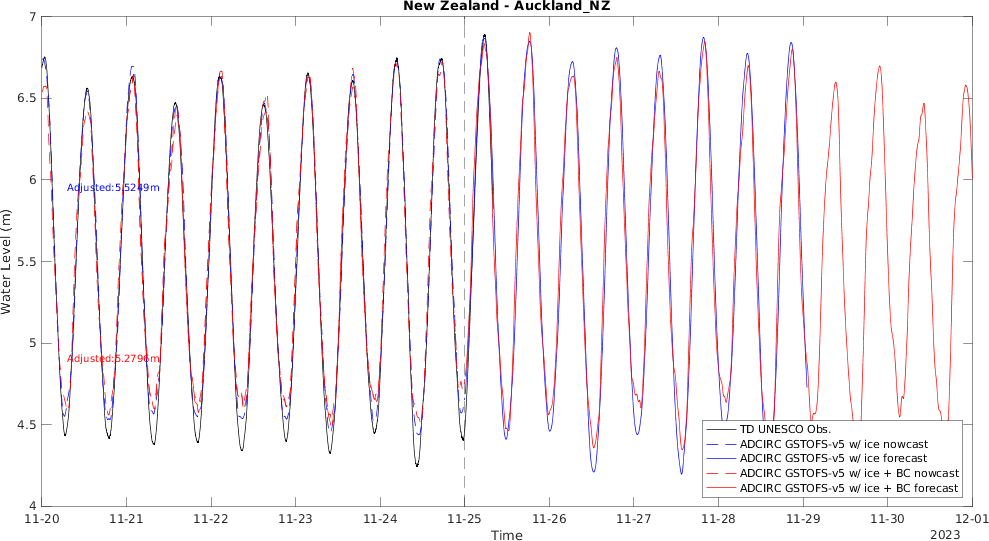 New Zealand - Auckland_NZ
7
6.5
6
5.5
5
4.5
4
Water Level (m)
Adjusted:5.5249m
Adjusted:5.2796m
TD UNESCO Obs.
ADCIRC GSTOFS-v5 w/ ice nowcast
ADCIRC GSTOFS-v5 w/ ice forecast
ADCIRC GSTOFS-v5 w/ ice + BC nowcast
ADCIRC GSTOFS-v5 w/ ice + BC forecast
11-20 11-21 11-22 11-23 11-24 11-25 11-26 11-27 11-28 11-29 11-30 12-01
Time
2023